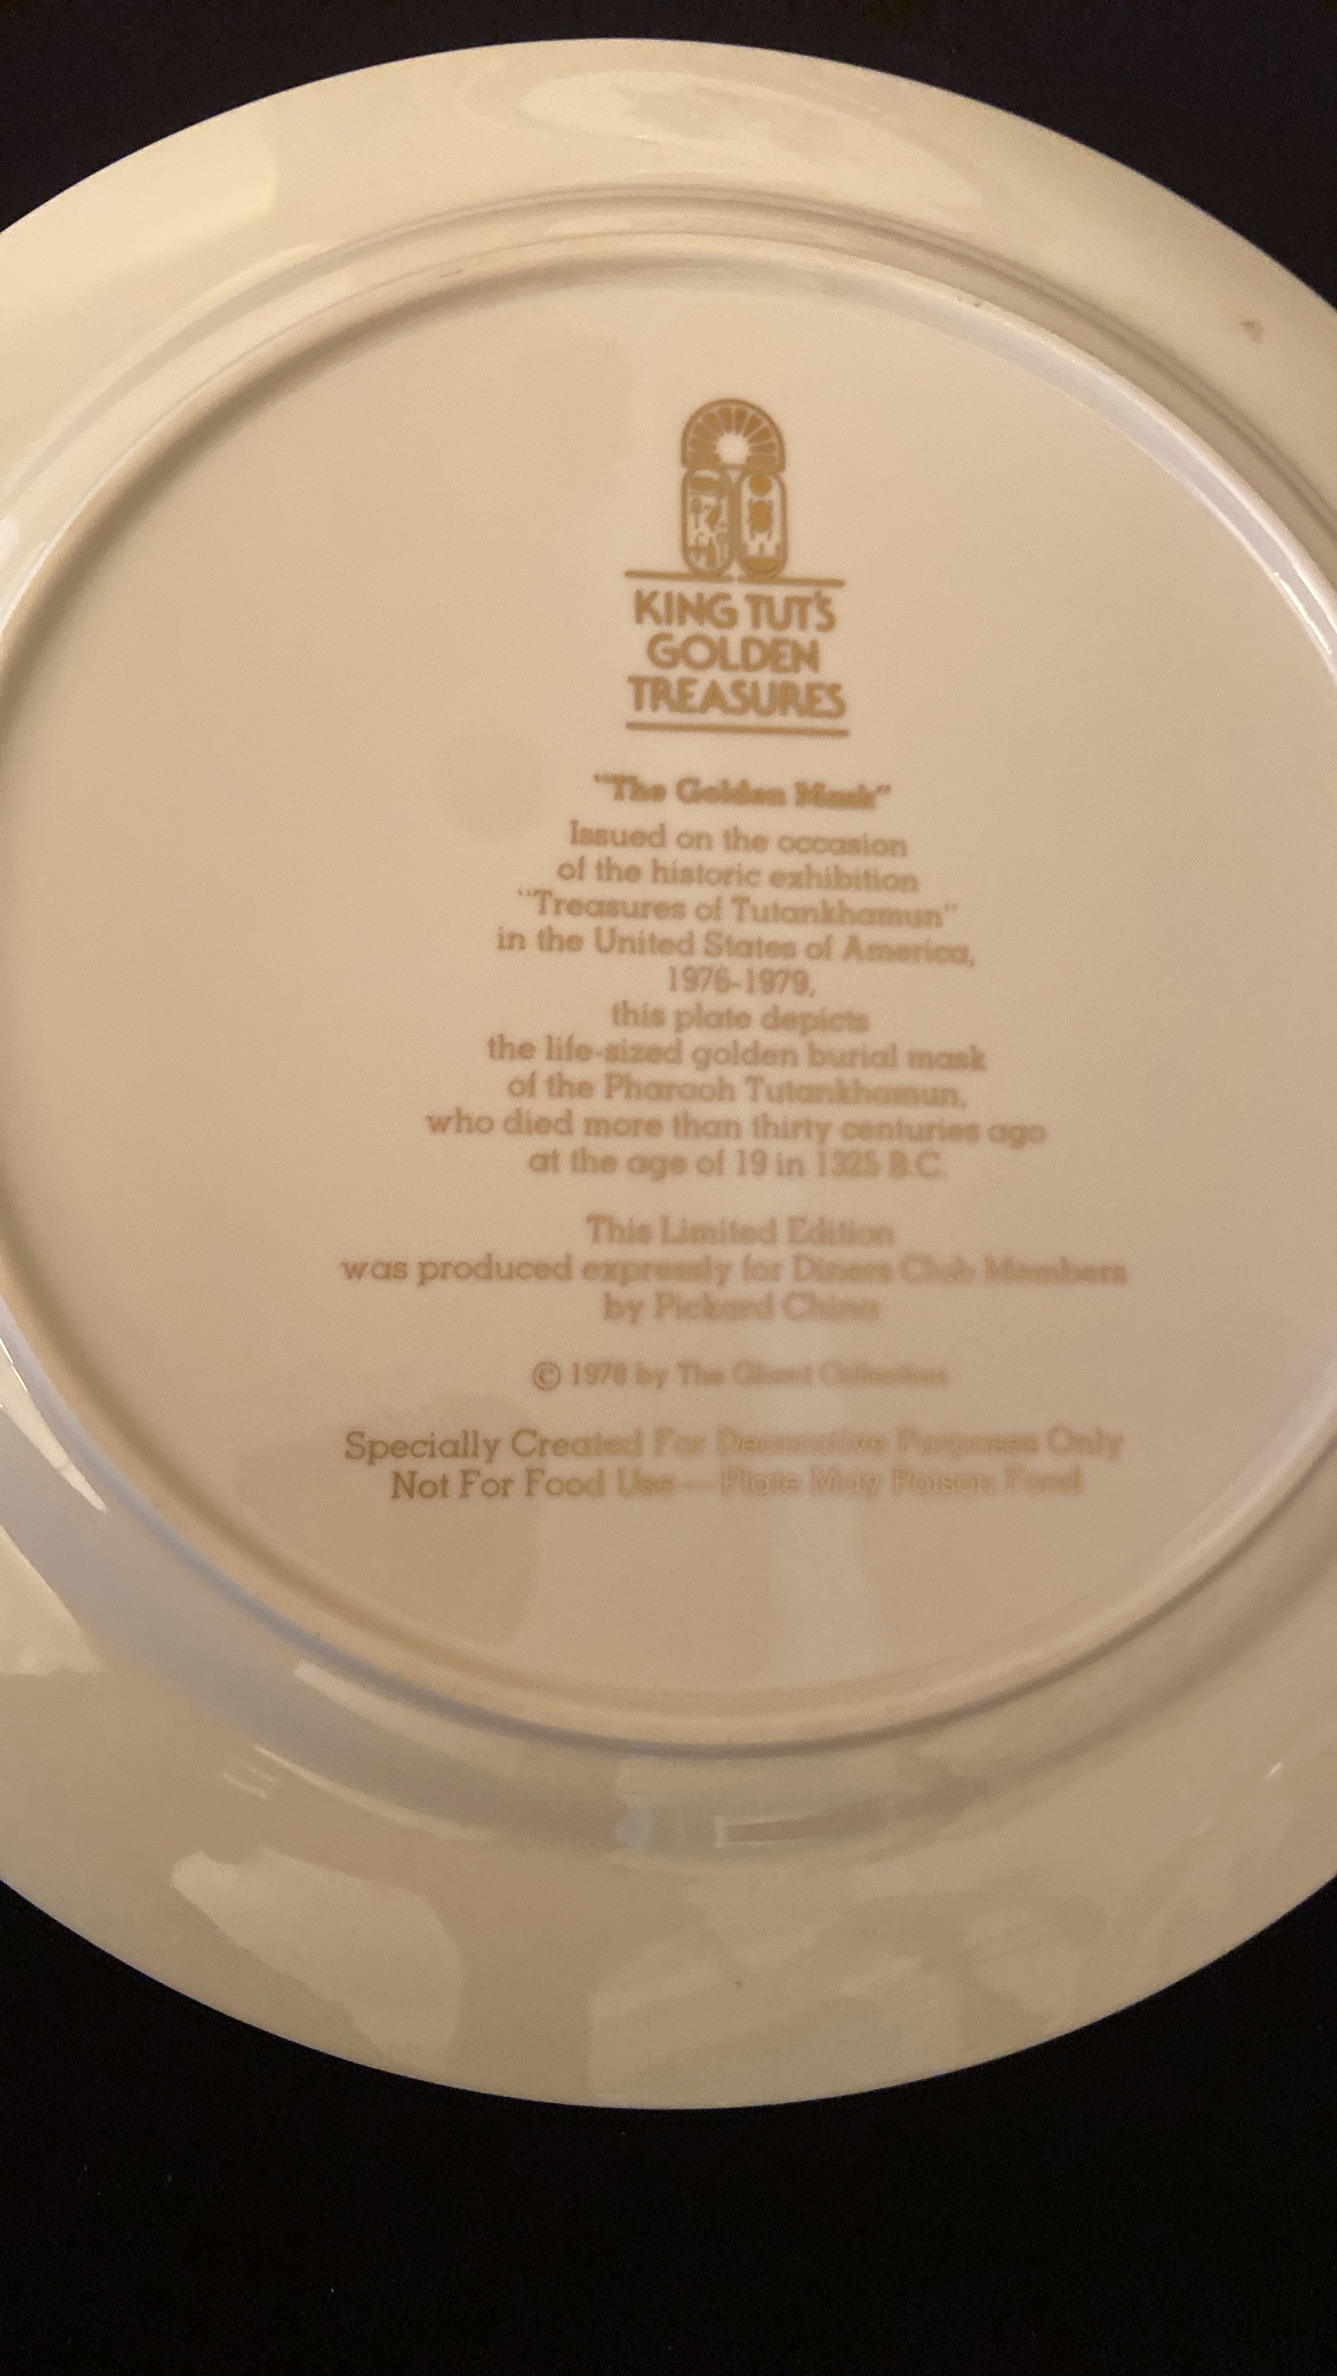 KING TUT'S
GOLDEN
TREASURES
"The Golden Mask"
Issued on the occasion
of the historic exhibition
"Treasures of Tutankhamun"
in the United States of America,
1976-1979,
this plate depicts
the life-sized golden burial mask
of the Pharaoh Tutankhamun,
who died more than thirty centuries ago
at the age of 19 in 1325 B.C.
This Limited Edition
was produced expressly for Diners Club Members
by Pickard China
© 1978 by The Ghent Collection
Specially Created For Decorative Purposes Only
Not For Food Use — Plate May Poison Food